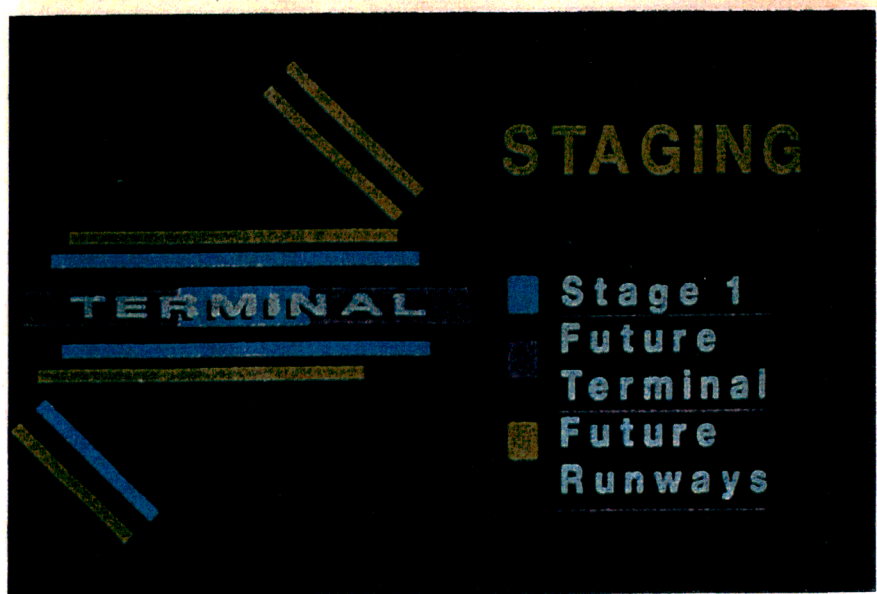 STAGING
TERMINAL
Stage 1
Future
Terminal
Future
Runways